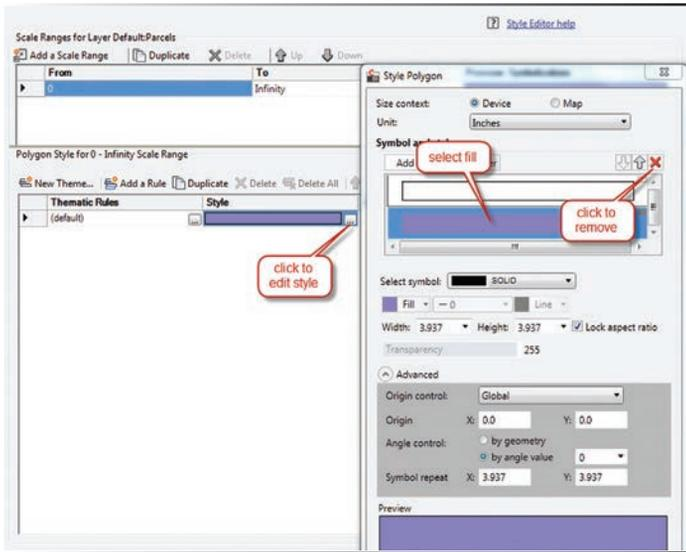 Style Editor help
Scale Ranges for Layer Default:Parcels
Add a Scale Range Duplicate Delete Up Down
From To
0 Infinity
Polygon Style for 0 - Infinity Scale Range
New Theme... Add a Rule Duplicate Delete Delete All
Thematic Rules Style
(default) ... ...
click to
edit style
Style Polygon
Size context: Device Map
Unit: Inches
Add
select fill
click to
remove
Select symbol: SOLID
Fill 0 Line
Width: 3.937 Height: 3.937 Lock aspect ratio
Transparency 255
Advanced
Origin control: Global
Origin X: 0.0 Y: 0.0
Angle control: by geometry
by angle value 0
Symbol repeat X: 3.937 Y: 3.937
Preview